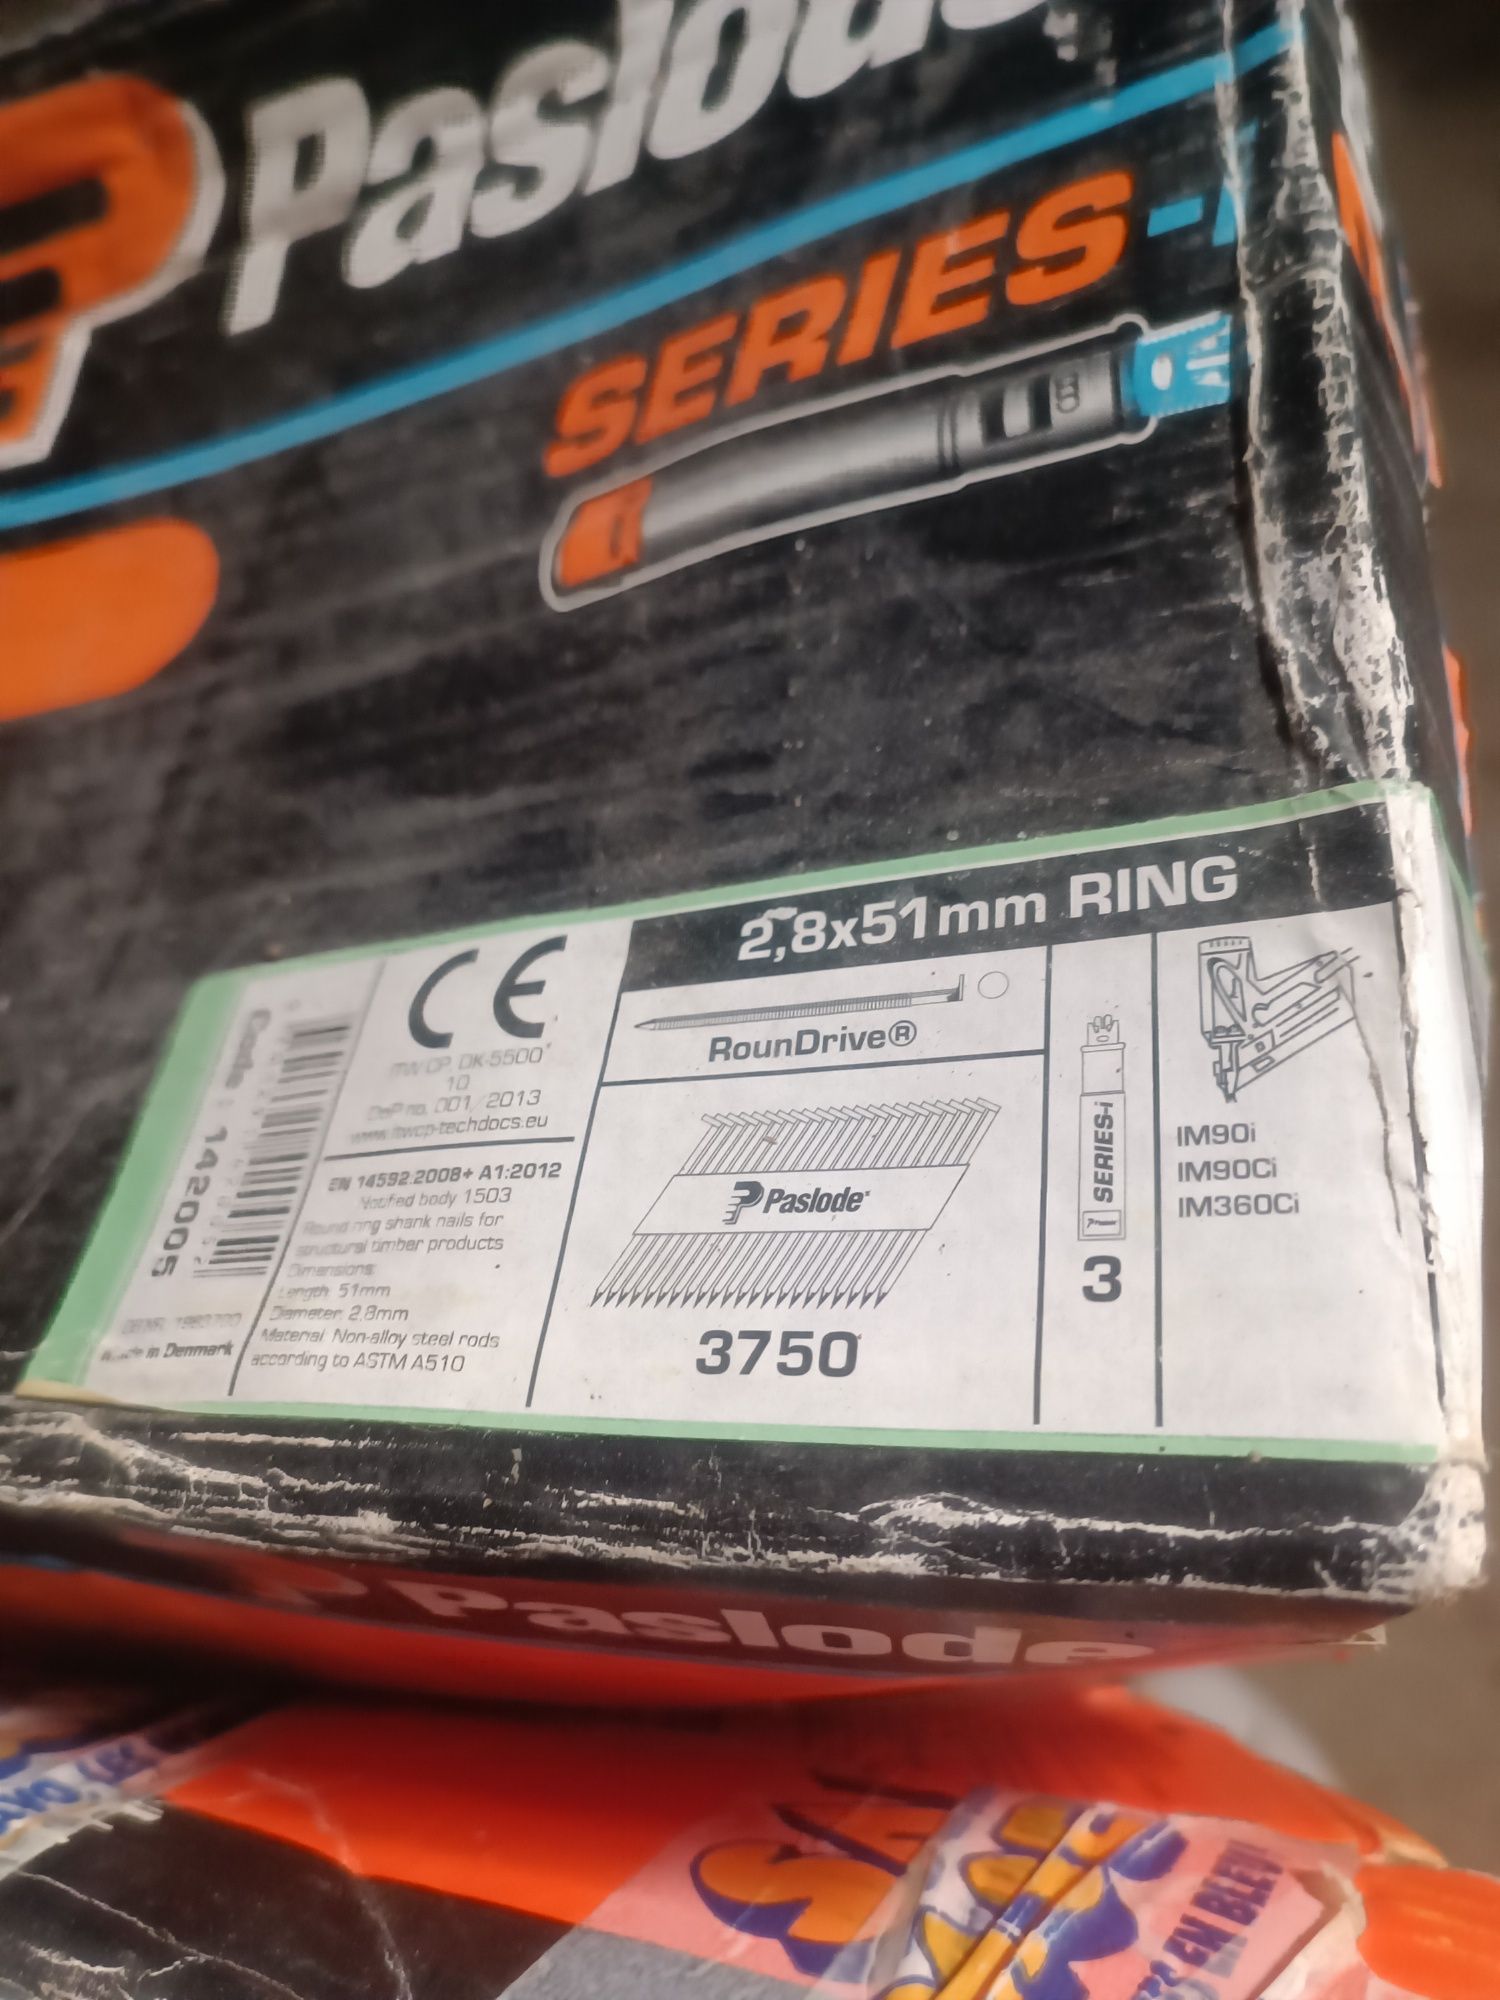 Paslode
SERIES-i
2,8x51mm RING
RounDrive®
Paslode
3750
SERIES-i
3
IM90i
IM90Ci
IM360Ci
CE
ITW CP, DK-5500
10
DoP no. 001/2013
www.itwcp-techdocs.eu
EN 14592:2008+ A1:2012
Notified body 1503
Round ring shank nails for
structural timber products
Dimensions:
Length: 51mm
Diameter: 2,8mm
Material: Non-alloy steel rods
according to ASTM A510
Code : 142005
Made in Denmark
Paslode
EN BLEU